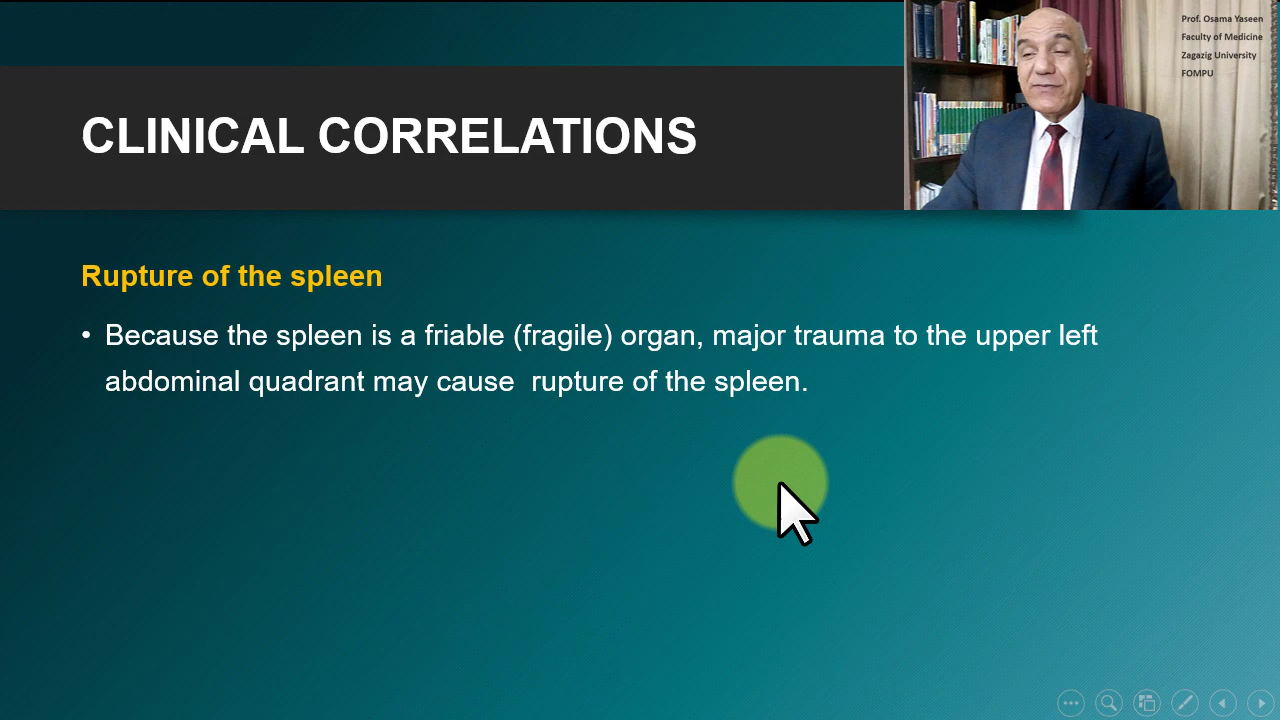 Prof. Osama Yaseen
Faculty of Medicine
Zagazig University
FOMPU
CLINICAL CORRELATIONS
Rupture of the spleen
• Because the spleen is a friable (fragile) organ, major trauma to the upper left
abdominal quadrant may cause  rupture of the spleen.